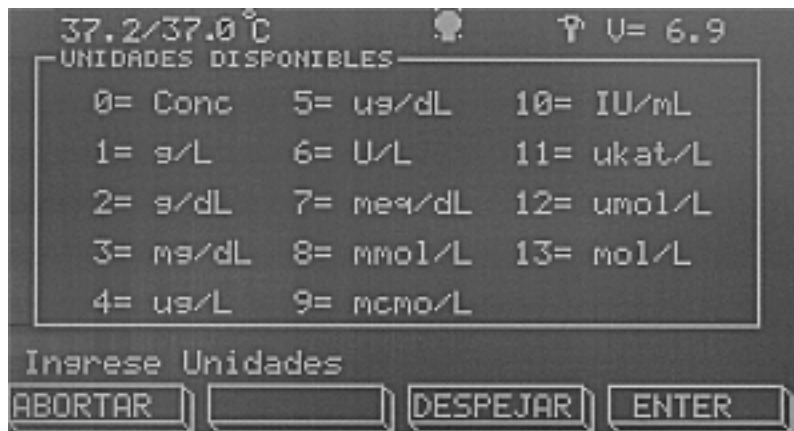 37.2/37.0°C V= 6.9
UNIDADES DISPONIBLES
0= Conc 5= ug/dL 10= IU/mL
1= g/L 6= U/L 11= ukat/L
2= g/dL 7= meq/dL 12= umol/L
3= mg/dL 8= mmol/L 13= mol/L
4= ug/L 9= mcmo/L
Ingrese Unidades
ABORTAR DESPEJAR ENTER